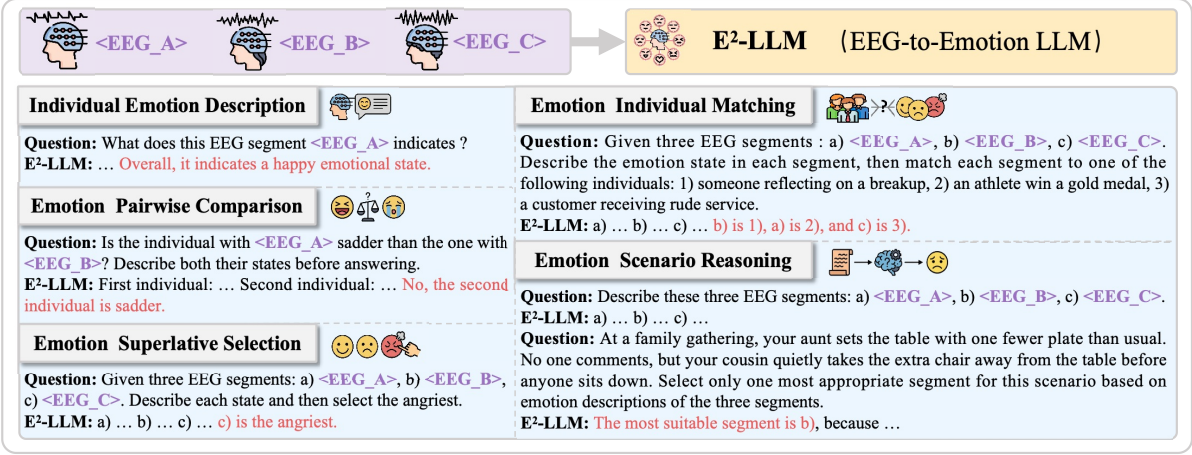 <EEG_A> <EEG_B> <EEG_C> E²-LLM (EEG-to-Emotion LLM)
Individual Emotion Description
Question: What does this EEG segment <EEG_A> indicates ?
E²-LLM: … Overall, it indicates a happy emotional state.
Emotion Pairwise Comparison
Question: Is the individual with <EEG_A> sadder than the one with
<EEG_B>? Describe both their states before answering.
E²-LLM: First individual: … Second individual: … No, the second
individual is sadder.
Emotion Superlative Selection
Question: Given three EEG segments: a) <EEG_A>, b) <EEG_B>,
c) <EEG_C>. Describe each state and then select the angriest.
E²-LLM: a) … b) … c) … c) is the angriest.
Emotion Individual Matching
?
Question: Given three EEG segments : a) <EEG_A>, b) <EEG_B>, c) <EEG_C>.
Describe the emotion state in each segment, then match each segment to one of the
following individuals: 1) someone reflecting on a breakup, 2) an athlete win a gold medal, 3)
a customer receiving rude service.
E²-LLM: a) … b) … c) … b) is 1), a) is 2), and c) is 3).
Emotion Scenario Reasoning
Question: Describe these three EEG segments: a) <EEG_A>, b) <EEG_B>, c) <EEG_C>.
E²-LLM: a) … b) … c) …
Question: At a family gathering, your aunt sets the table with one fewer plate than usual.
No one comments, but your cousin quietly takes the extra chair away from the table before
anyone sits down. Select only one most appropriate segment for this scenario based on
emotion descriptions of the three segments.
E²-LLM: The most suitable segment is b), because …